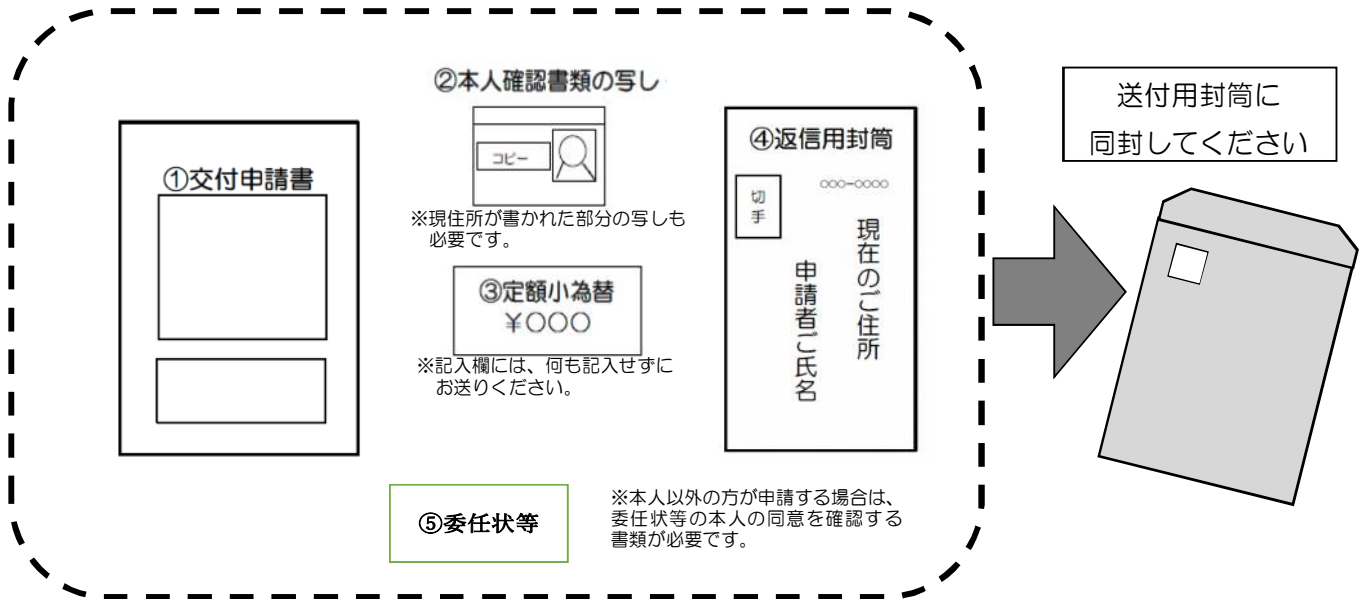 ②本人確認書類の写し
コピー
※現住所が書かれた部分の写しも
必要です。
①交付申請書
③定額小為替
￥〇〇〇
※記入欄には、何も記入せずに
お送りください。
④返信用封筒
切手
○○○-○○○○
現在のご住所
申請者ご氏名
⑤委任状等
※本人以外の方が申請する場合は、
委任状等の本人の同意を確認する
書類が必要です。
送付用封筒に
同封してください